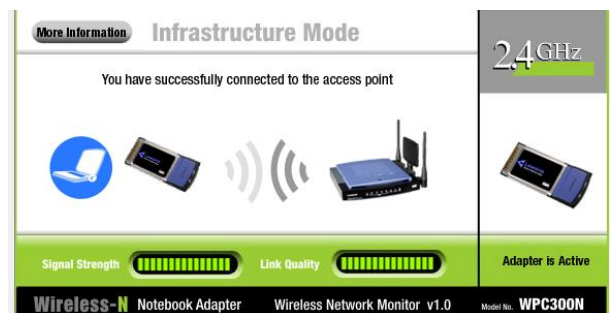 More Information
Infrastructure Mode
2.4GHz
You have successfully connected to the access point
Signal Strength
Link Quality
Adapter is Active
Wireless-N Notebook Adapter Wireless Network Monitor v1.0 Model No. WPC300N